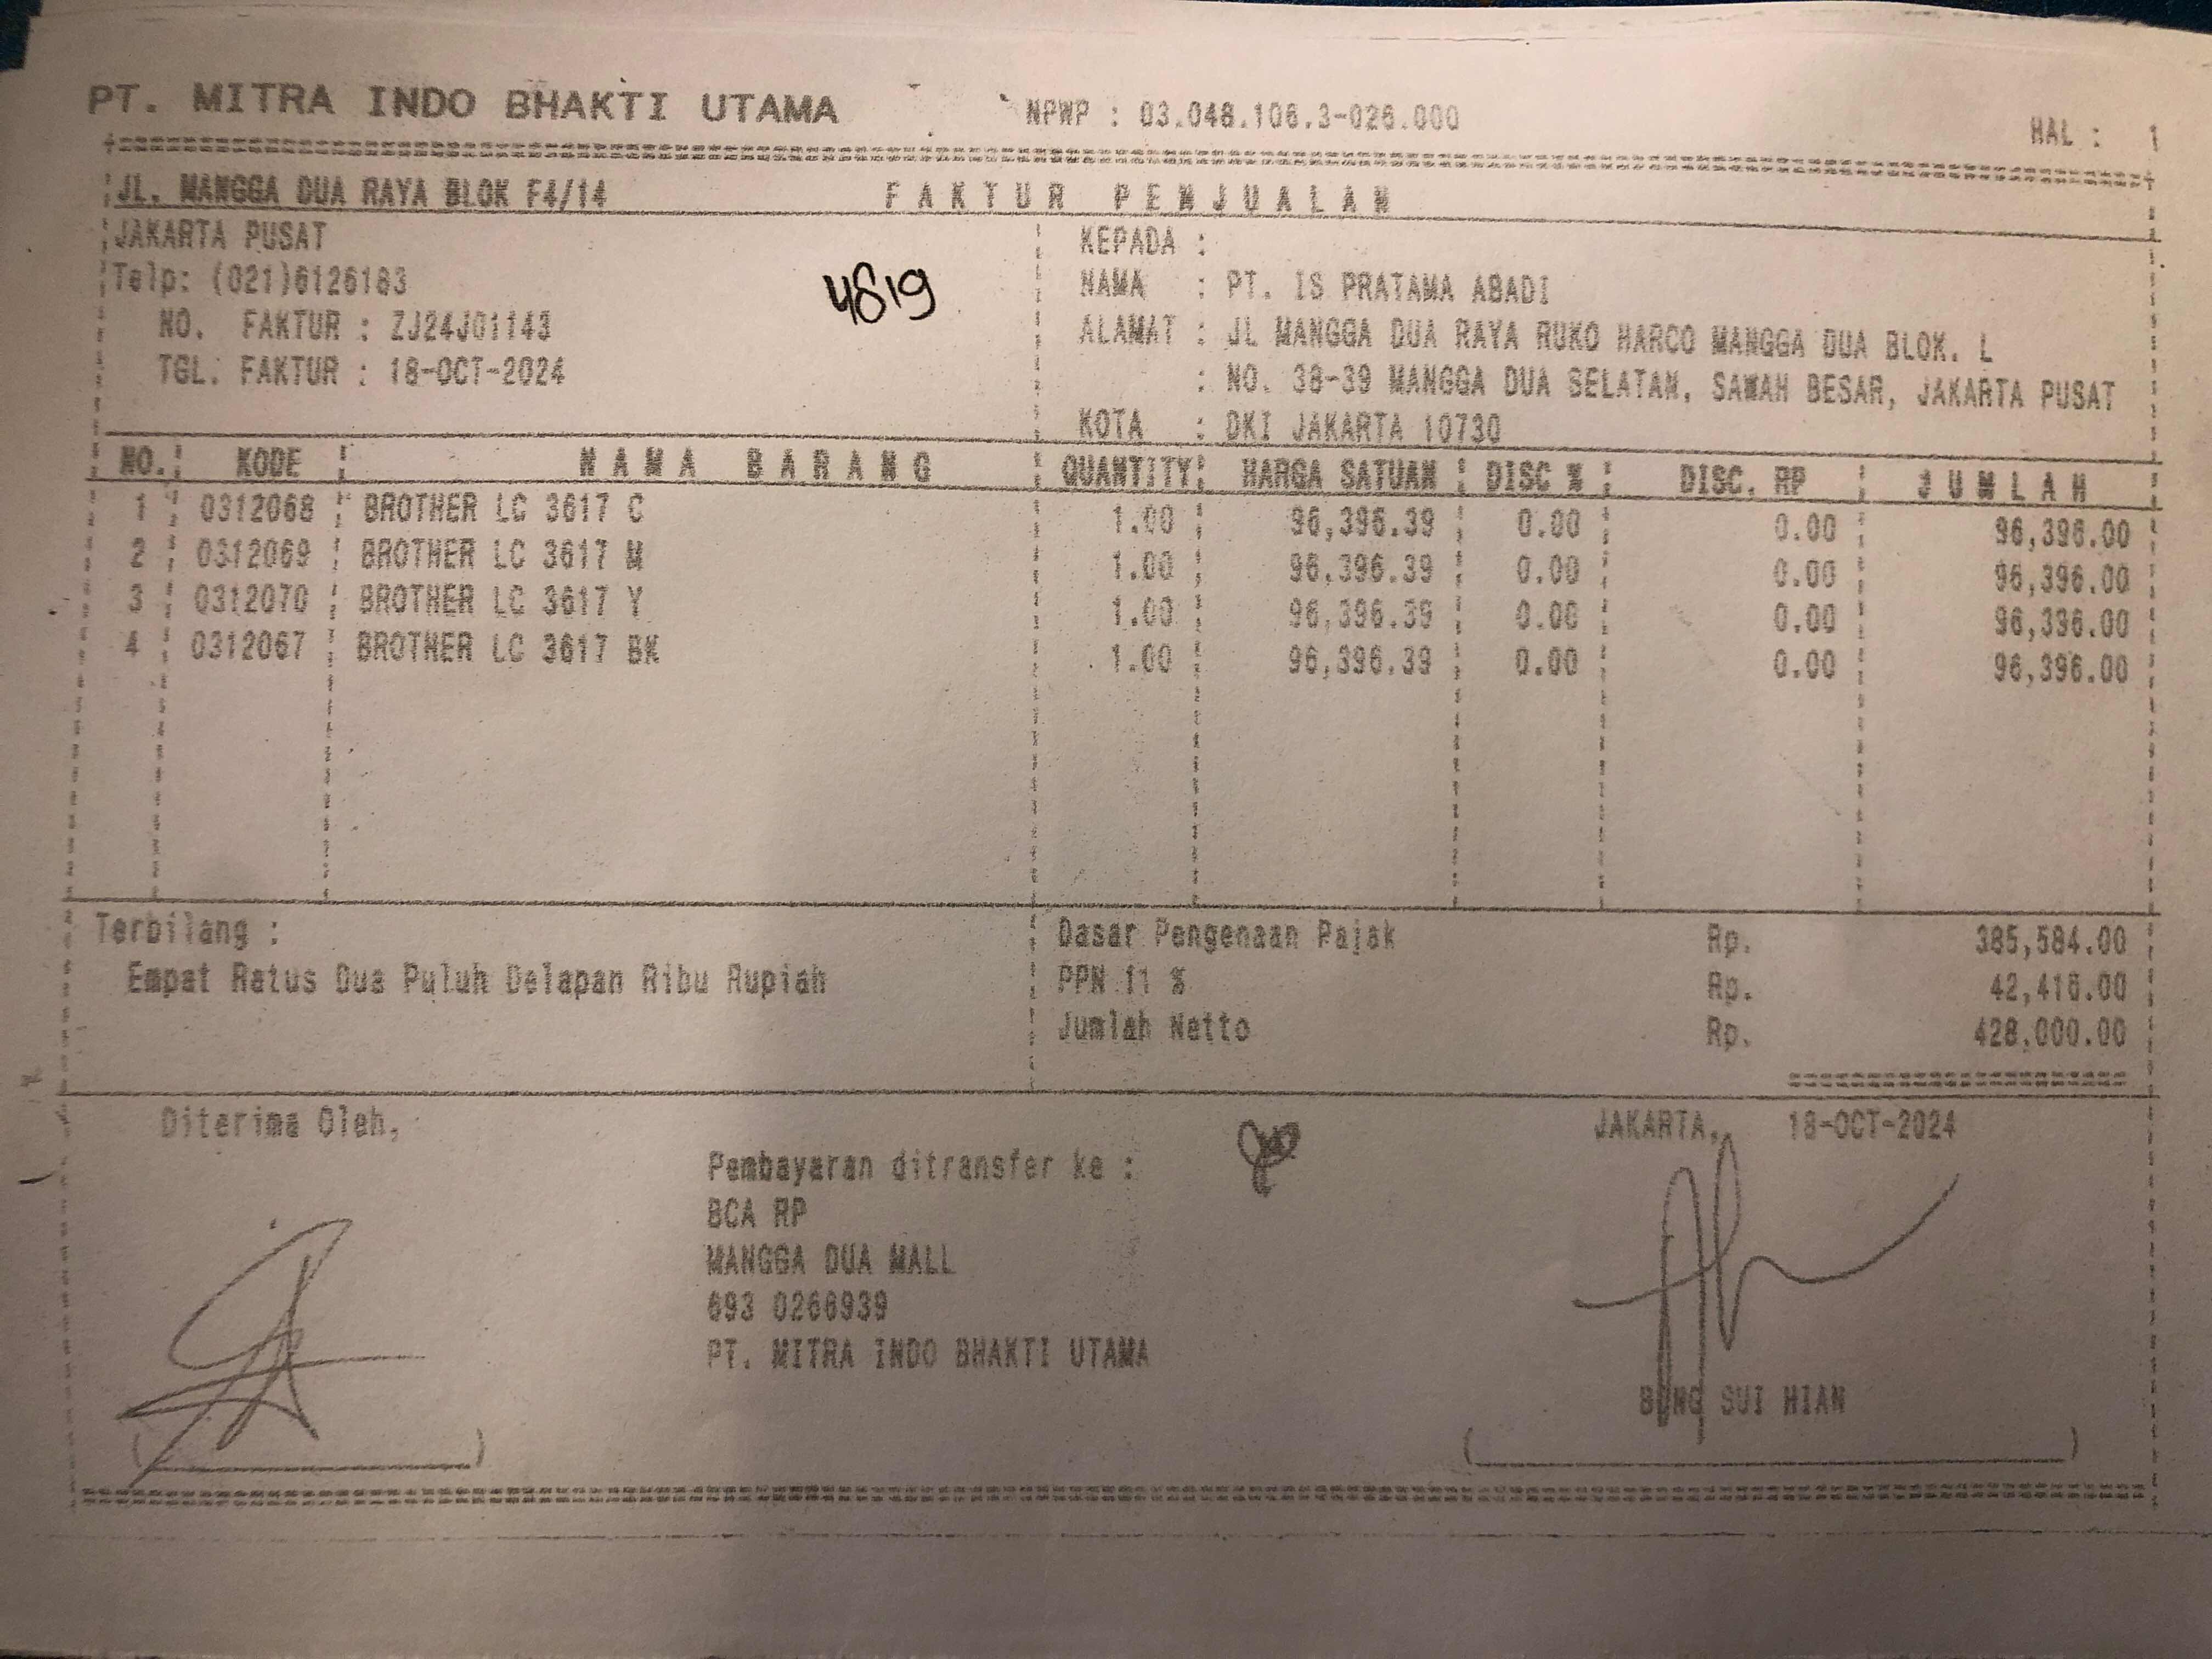 PT. MITRA INDO BHAKTI UTAMA NPWP : 03.048.106.3-026.000 HAL : 1
JL. MANGGA DUA RAYA BLOK F4/14 FAKTUR PENJUALAN
JAKARTA PUSAT KEPADA :
Telp: (021)6126183 4819 NAMA : PT. IS PRATAMA ABADI
NO. FAKTUR : ZJ24J01143 ALAMAT : JL MANGGA DUA RAYA RUKO HARCO MANGGA DUA BLOK. L
TGL. FAKTUR : 18-OCT-2024 : NO. 38-39 MANGGA DUA SELATAN, SAWAH BESAR, JAKARTA PUSAT
KOTA : DKI JAKARTA 10730
NO. KODE NAMA BARANG QUANTITY HARGA SATUAN DISC % DISC. RP JUMLAH
1 0312068 BROTHER LC 3617 C 1.00 96,396.39 0.00 0.00 96,396.00
2 0312069 BROTHER LC 3617 M 1.00 96,396.39 0.00 0.00 96,396.00
3 0312070 BROTHER LC 3617 Y 1.00 96,396.39 0.00 0.00 96,396.00
4 0312067 BROTHER LC 3617 BK 1.00 96,396.39 0.00 0.00 96,396.00
Terbilang : Dasar Pengenaan Pajak Rp. 385,584.00
Empat Ratus Dua Puluh Delapan Ribu Rupiah PPN 11 % Rp. 42,416.00
Jumlah Netto Rp. 428,000.00
Diterima Oleh, JAKARTA, 18-OCT-2024
Pembayaran ditransfer ke :
BCA RP
MANGGA DUA MALL
693 0266939
PT. MITRA INDO BHAKTI UTAMA
BONG SUI HIAN